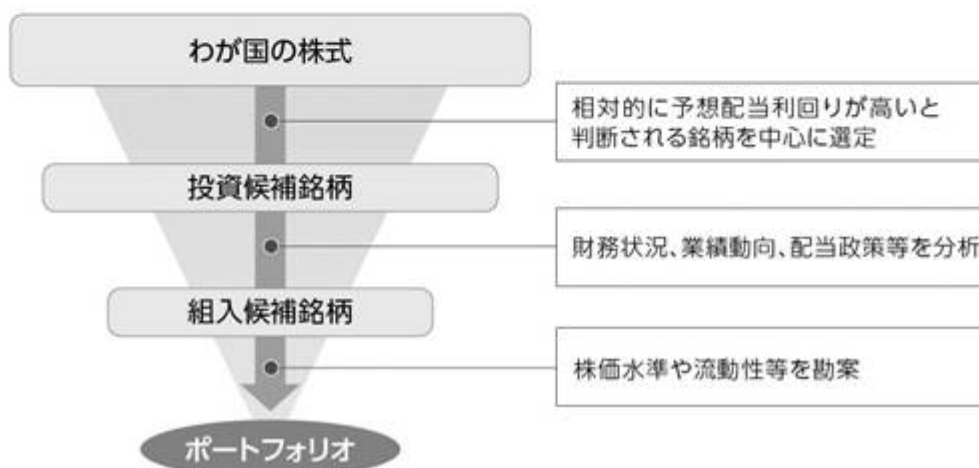 わが国の株式
相対的に予想配当利回りが高いと
判断される銘柄を中心に選定
投資候補銘柄
財務状況、業績動向、配当政策等を分析
組入候補銘柄
株価水準や流動性等を勘案
ポートフォリオ